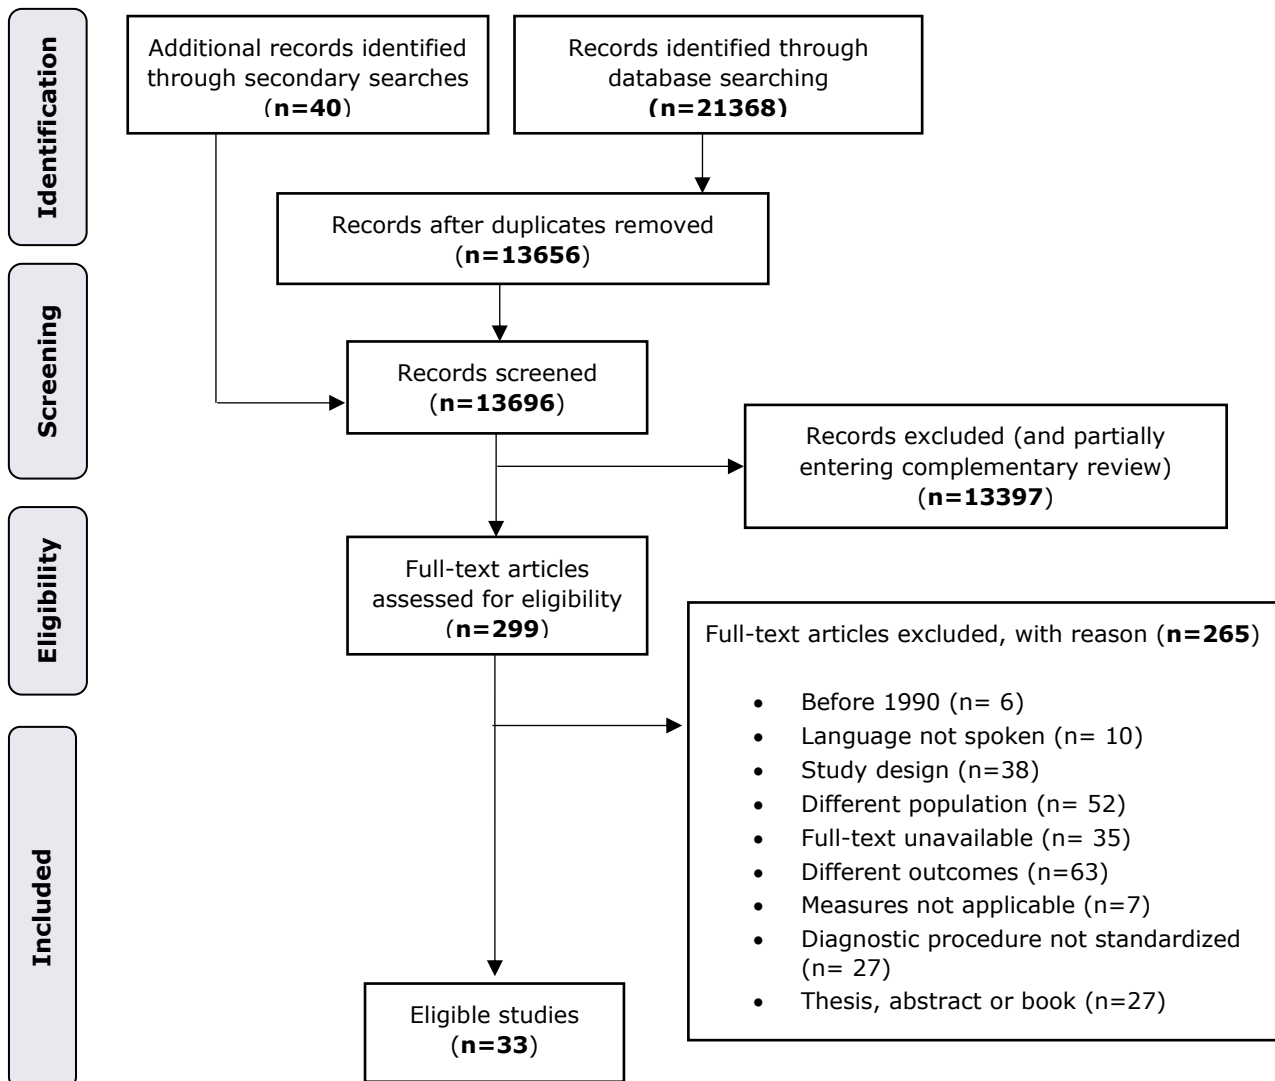 Identification
Additional records identified
through secondary searches
(n=40)
Records identified through
database searching
(n=21368)
Records after duplicates removed
(n=13656)
Screening
Records screened
(n=13696)
Records excluded (and partially
entering complementary review)
(n=13397)
Eligibility
Full-text articles
assessed for eligibility
(n=299)
Full-text articles excluded, with reason (n=265)
• Before 1990 (n= 6)
• Language not spoken (n= 10)
• Study design (n=38)
• Different population (n= 52)
• Full-text unavailable (n= 35)
• Different outcomes (n=63)
• Measures not applicable (n=7)
• Diagnostic procedure not standardized
(n= 27)
• Thesis, abstract or book (n=27)
Included
Eligible studies
(n=33)